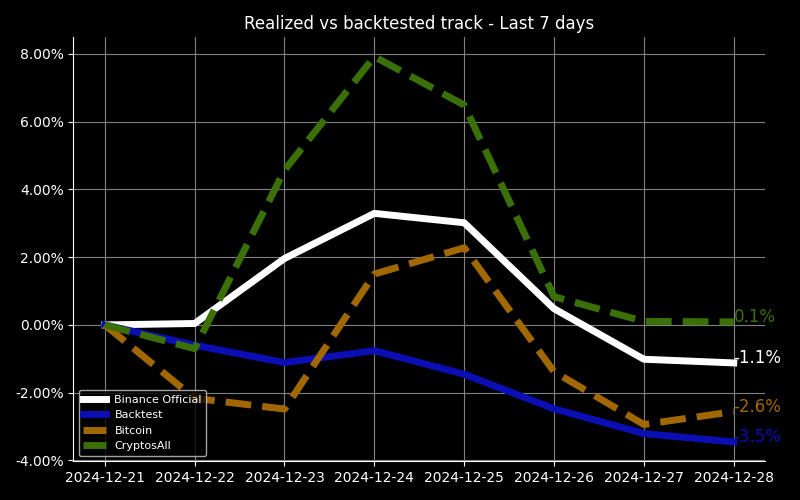 Realized vs backtested track - Last 7 days
8.00%
6.00%
4.00%
2.00%
0.00%
-2.00%
-4.00%
0.1%
-1.1%
-2.6%
-3.5%
Binance Official
Backtest
Bitcoin
CryptosAll
2024-12-21 2024-12-22 2024-12-23 2024-12-24 2024-12-25 2024-12-26 2024-12-27 2024-12-28